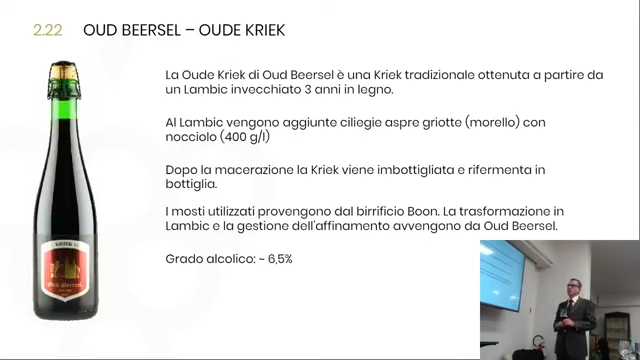 2.22 OUD BEERSEL – OUDE KRIEK
La Oude Kriek di Oud Beersel è una Kriek tradizionale ottenuta a partire da
un Lambic invecchiato 3 anni in legno.
Al Lambic vengono aggiunte ciliegie aspre griotte (morello) con
nocciolo (400 g/l)
Dopo la macerazione la Kriek viene imbottigliata e rifermenta in
bottiglia.
I mosti utilizzati provengono dal birrificio Boon. La trasformazione in
Lambic e la gestione dell'affinamento avvengono da Oud Beersel.
Grado alcolico: ~ 6,5%
KRIEK
Oud Beersel